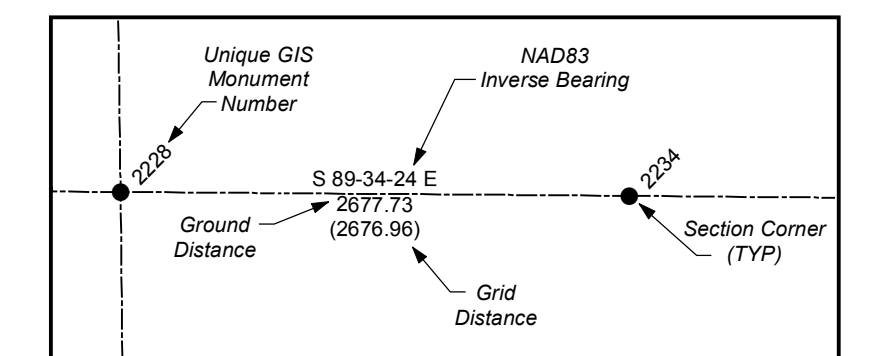 Unique GIS
Monument
Number
NAD83
Inverse Bearing
2228
S 89-34-24 E
2677.73
(2676.96)
2234
Ground
Distance
Section Corner
(TYP)
Grid
Distance